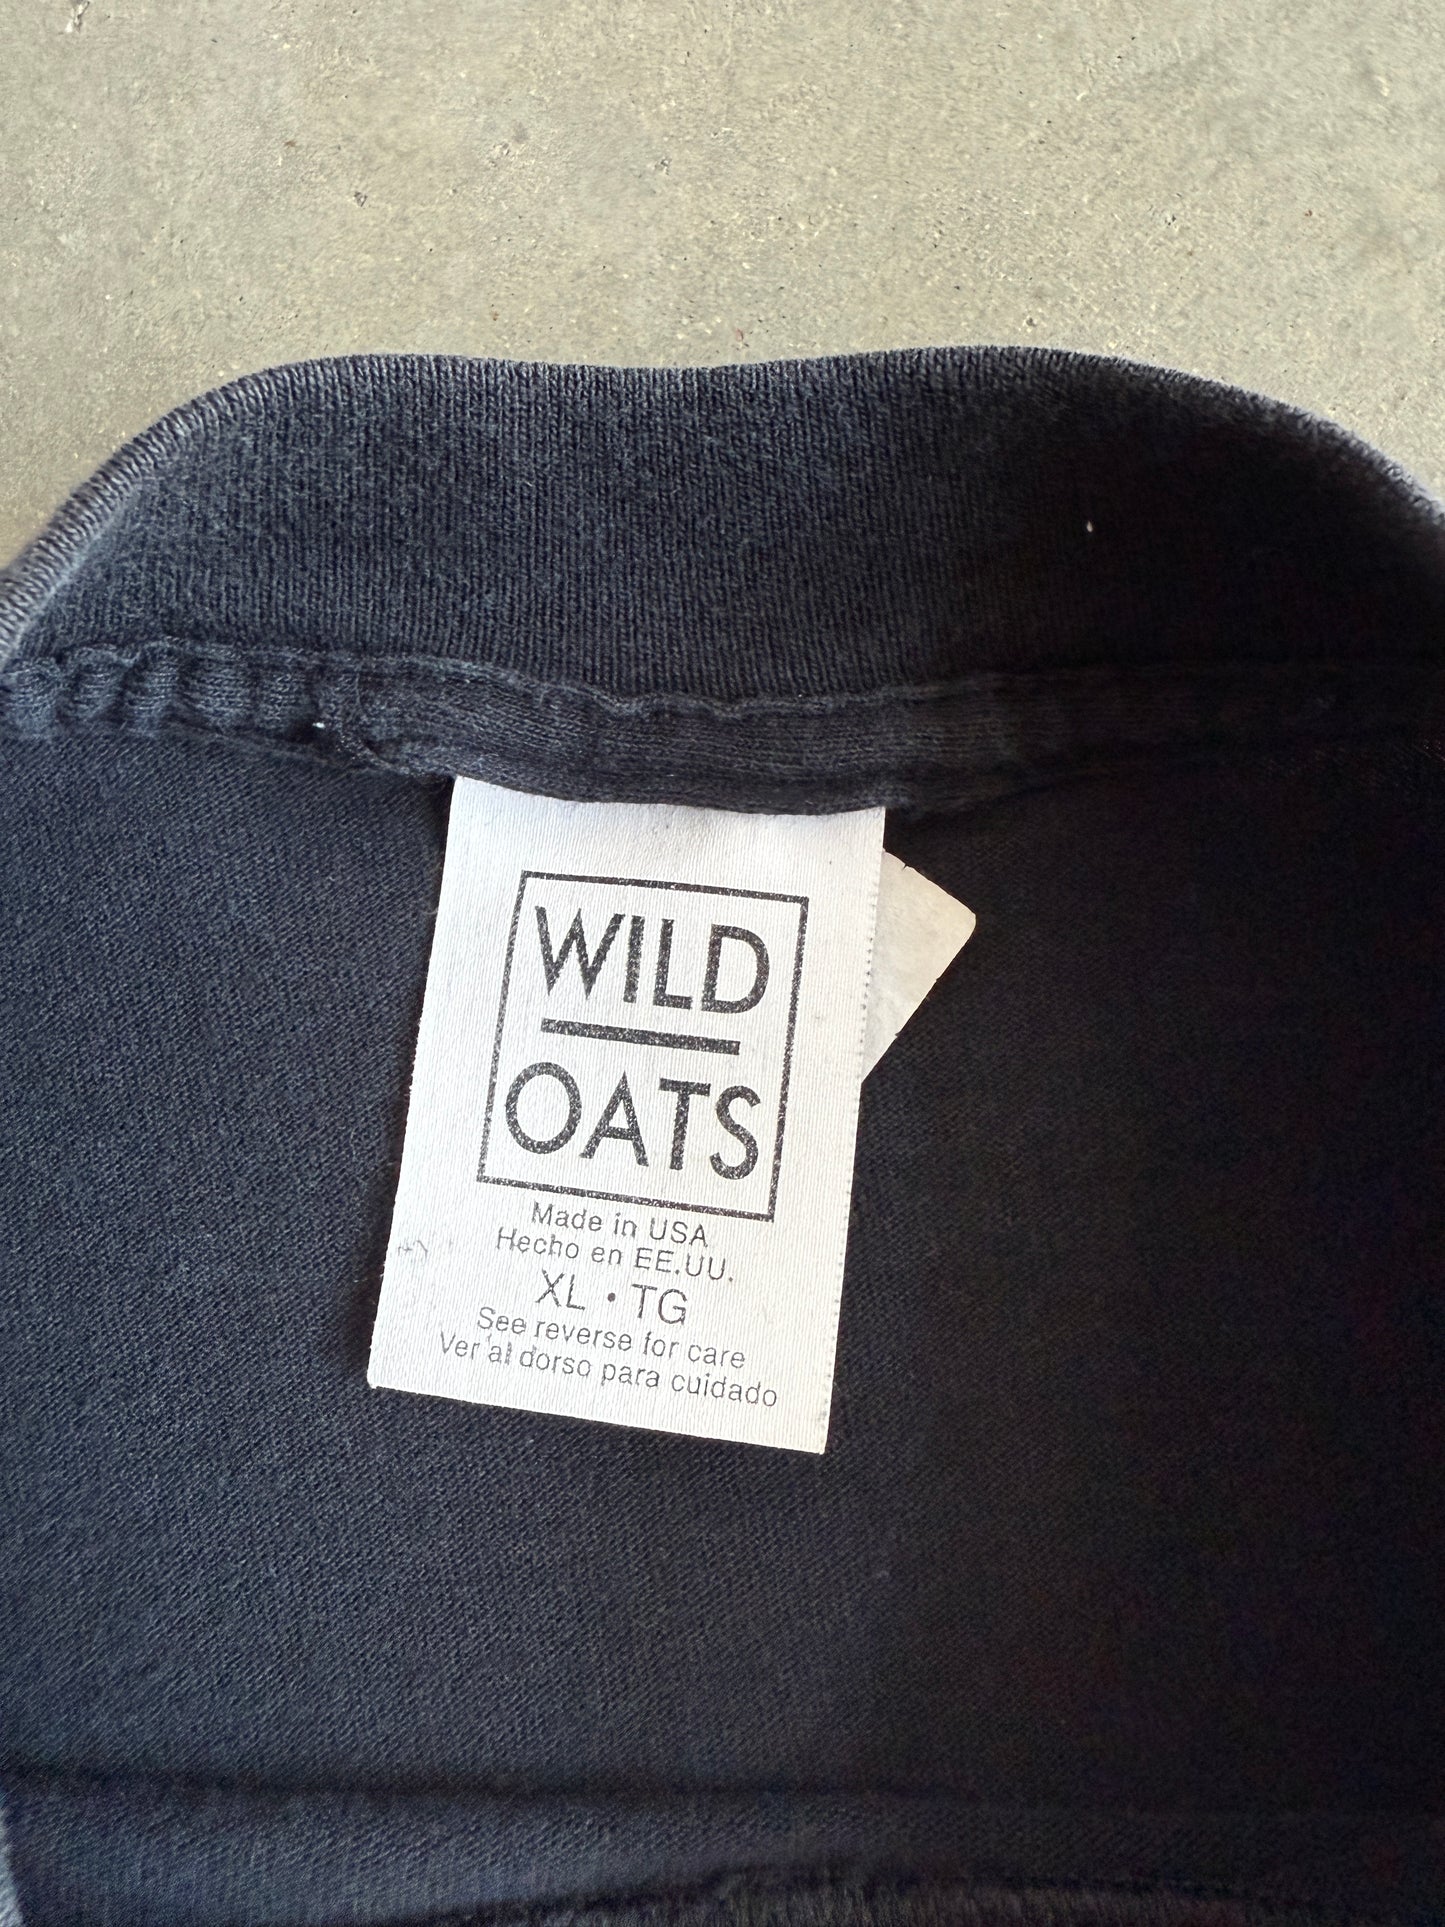 WILD
OATS
Made in USA
Hecho en EE.UU.
XL • TG
See reverse for care
Ver al dorso para cuidado